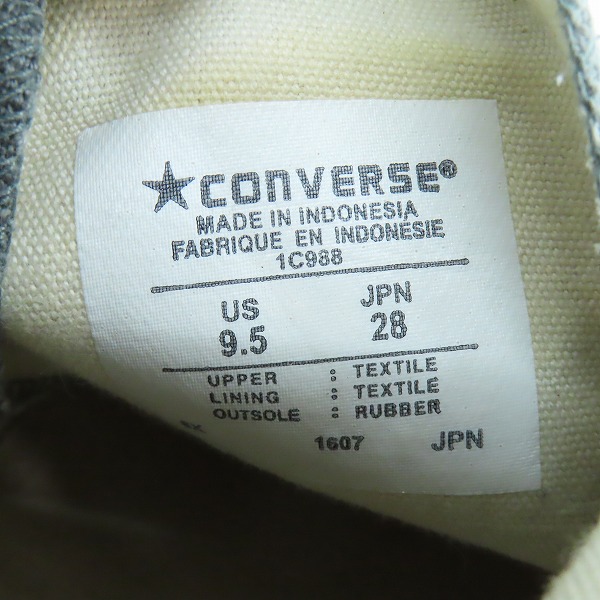 ★CONVERSE®
MADE IN INDONESIA
FABRIQUE EN INDONESIE
1C988
US JPN
9.5 28
UPPER : TEXTILE
LINING : TEXTILE
OUTSOLE : RUBBER
1607 JPN